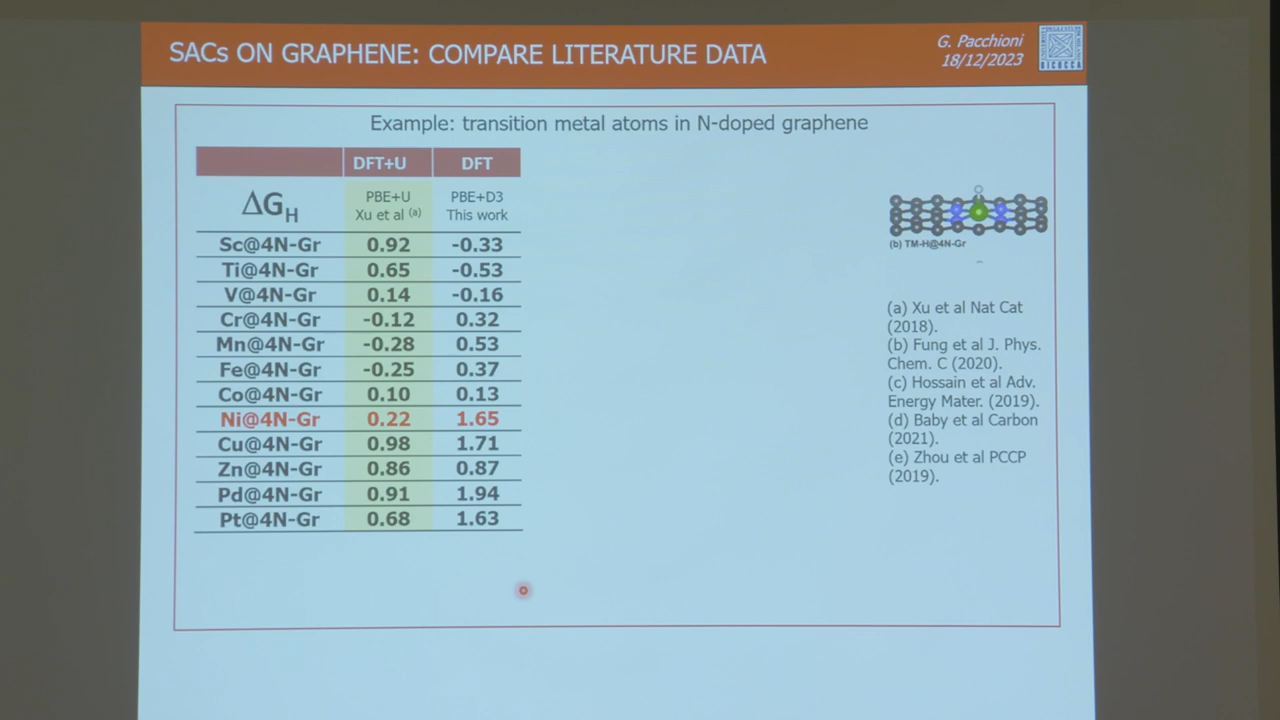 SACs ON GRAPHENE: COMPARE LITERATURE DATA
G. Pacchioni
18/12/2023
BICOCCA
Example: transition metal atoms in N-doped graphene
DFT+U DFT
ΔGH
PBE+U PBE+D3
Xu et al (a) This work
Sc@4N-Gr 0.92 -0.33
Ti@4N-Gr 0.65 -0.53
V@4N-Gr 0.14 -0.16
Cr@4N-Gr -0.12 0.32
Mn@4N-Gr -0.28 0.53
Fe@4N-Gr -0.25 0.37
Co@4N-Gr 0.10 0.13
Ni@4N-Gr 0.22 1.65
Cu@4N-Gr 0.98 1.71
Zn@4N-Gr 0.86 0.87
Pd@4N-Gr 0.91 1.94
Pt@4N-Gr 0.68 1.63
(b) TM-H@4N-Gr
(a) Xu et al Nat Cat
(2018).
(b) Fung et al J. Phys.
Chem. C (2020).
(c) Hossain et al Adv.
Energy Mater. (2019).
(d) Baby et al Carbon
(2021).
(e) Zhou et al PCCP
(2019).